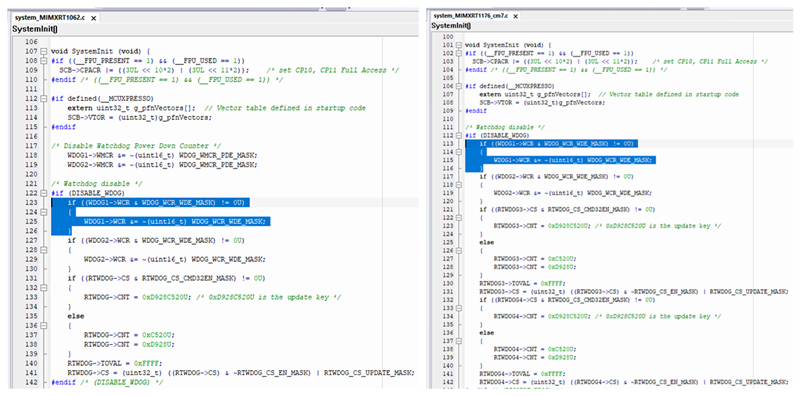 system_MIMXRT1062.c
SystemInit()
106
107 void SystemInit (void) {
108 #if ((__FPU_PRESENT == 1) && (__FPU_USED == 1))
109 SCB->CPACR |= ((3UL << 10*2) | (3UL << 11*2)); /* set CP10, CP11 Full Access */
110 #endif /* ((__FPU_PRESENT == 1) && (__FPU_USED == 1)) */
111
112 #if defined(__MCUXPRESSO)
113 extern uint32_t g_pfnVectors[]; // Vector table defined in startup code
114 SCB->VTOR = (uint32_t)g_pfnVectors;
115 #endif
116
117 /* Disable Watchdog Power Down Counter */
118 WDOG1->WMCR &= ~(uint16_t) WDOG_WMCR_PDE_MASK;
119 WDOG2->WMCR &= ~(uint16_t) WDOG_WMCR_PDE_MASK;
120
121 /* Watchdog disable */
122 #if (DISABLE_WDOG)
123 if ((WDOG1->WCR & WDOG_WCR_WDE_MASK) != 0U)
124 {
125 WDOG1->WCR &= ~(uint16_t) WDOG_WCR_WDE_MASK;
126 }
127 if ((WDOG2->WCR & WDOG_WCR_WDE_MASK) != 0U)
128 {
129 WDOG2->WCR &= ~(uint16_t) WDOG_WCR_WDE_MASK;
130 }
131 if ((RTWDOG->CS & RTWDOG_CS_CMD32EN_MASK) != 0U)
132 {
133 RTWDOG->CNT = 0xD928C520U; /* 0xD928C520U is the update key */
134 }
135 else
136 {
137 RTWDOG->CNT = 0xC520U;
138 RTWDOG->CNT = 0xD928U;
139 }
140 RTWDOG->TOVAL = 0xFFFF;
141 RTWDOG->CS = (uint32_t) ((RTWDOG->CS) & ~RTWDOG_CS_EN_MASK) | RTWDOG_CS_UPDATE_MASK;
142 #endif /* (DISABLE_WDOG) */
system_MIMXRT1176_cm7.c
SystemInit()
100
101 void SystemInit (void) {
102 #if ((__FPU_PRESENT == 1) && (__FPU_USED == 1))
103 SCB->CPACR |= ((3UL << 10*2) | (3UL << 11*2)); /* set CP10, CP11 Full Access */
104 #endif /* ((__FPU_PRESENT == 1) && (__FPU_USED == 1)) */
105
106 #if defined(__MCUXPRESSO)
107 extern uint32_t g_pfnVectors[]; // Vector table defined in startup code
108 SCB->VTOR = (uint32_t)g_pfnVectors;
109 #endif
110
111 /* Watchdog disable */
112 #if (DISABLE_WDOG)
113 if ((WDOG1->WCR & WDOG_WCR_WDE_MASK) != 0U)
114 {
115 WDOG1->WCR &= ~(uint16_t) WDOG_WCR_WDE_MASK;
116 }
117 if ((WDOG2->WCR & WDOG_WCR_WDE_MASK) != 0U)
118 {
119 WDOG2->WCR &= ~(uint16_t) WDOG_WCR_WDE_MASK;
120 }
121 if ((RTWDOG3->CS & RTWDOG_CS_CMD32EN_MASK) != 0U)
122 {
123 RTWDOG3->CNT = 0xD928C520U; /* 0xD928C520U is the update key */
124 }
125 else
126 {
127 RTWDOG3->CNT = 0xC520U;
128 RTWDOG3->CNT = 0xD928U;
129 }
130 RTWDOG3->TOVAL = 0xFFFF;
131 RTWDOG3->CS = (uint32_t) ((RTWDOG3->CS) & ~RTWDOG_CS_EN_MASK) | RTWDOG_CS_UPDATE_MASK;
132 if ((RTWDOG4->CS & RTWDOG_CS_CMD32EN_MASK) != 0U)
133 {
134 RTWDOG4->CNT = 0xD928C520U; /* 0xD928C520U is the update key */
135 }
136 else
137 {
138 RTWDOG4->CNT = 0xC520U;
139 RTWDOG4->CNT = 0xD928U;
140 }
141 RTWDOG4->TOVAL = 0xFFFF;
142 RTWDOG4->CS = (uint32_t) ((RTWDOG4->CS) & ~RTWDOG_CS_EN_MASK) | RTWDOG_CS_UPDATE_MASK;